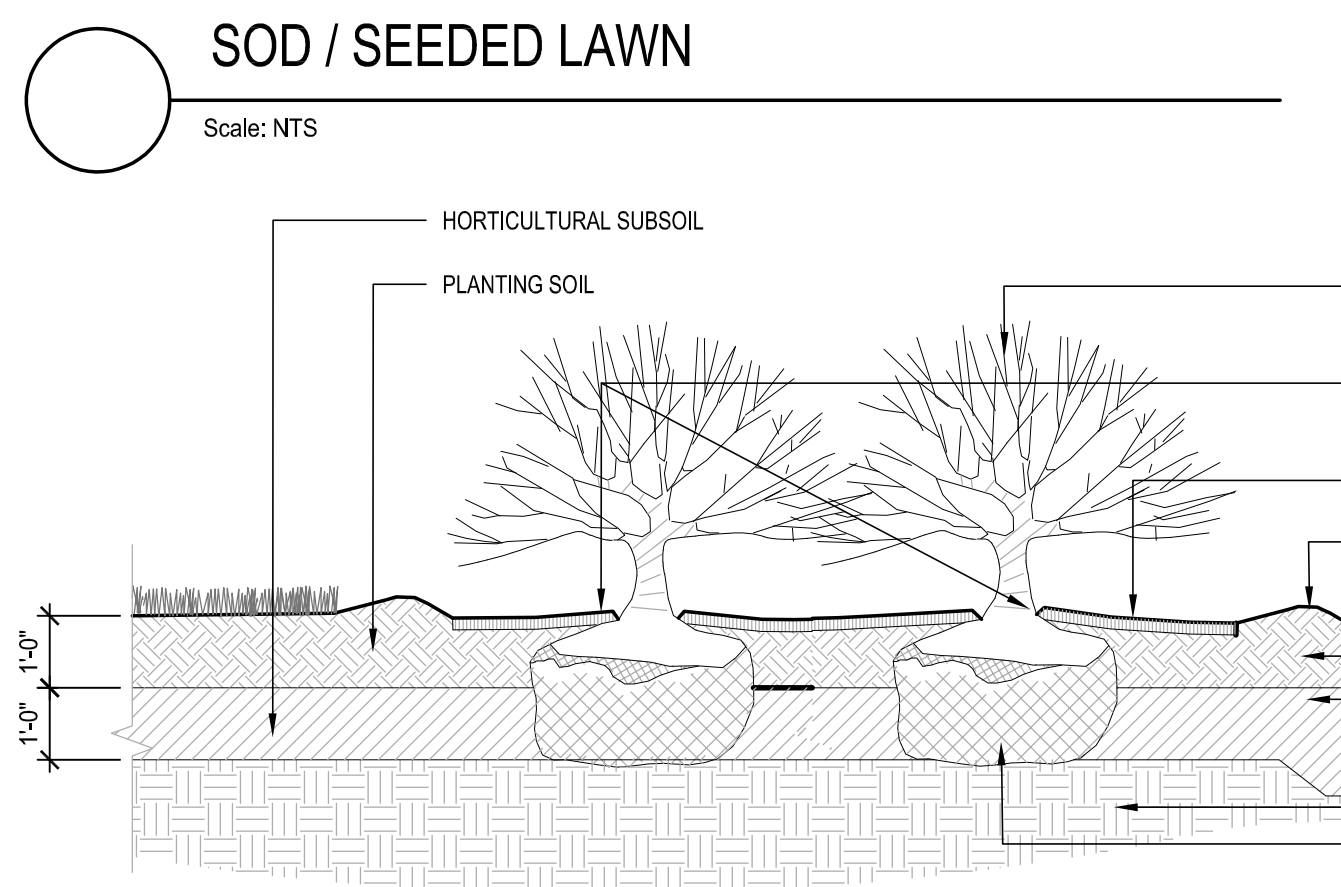 SOD / SEEDED LAWN
Scale: NTS
HORTICULTURAL SUBSOIL
PLANTING SOIL
1'-0"
1'-0"